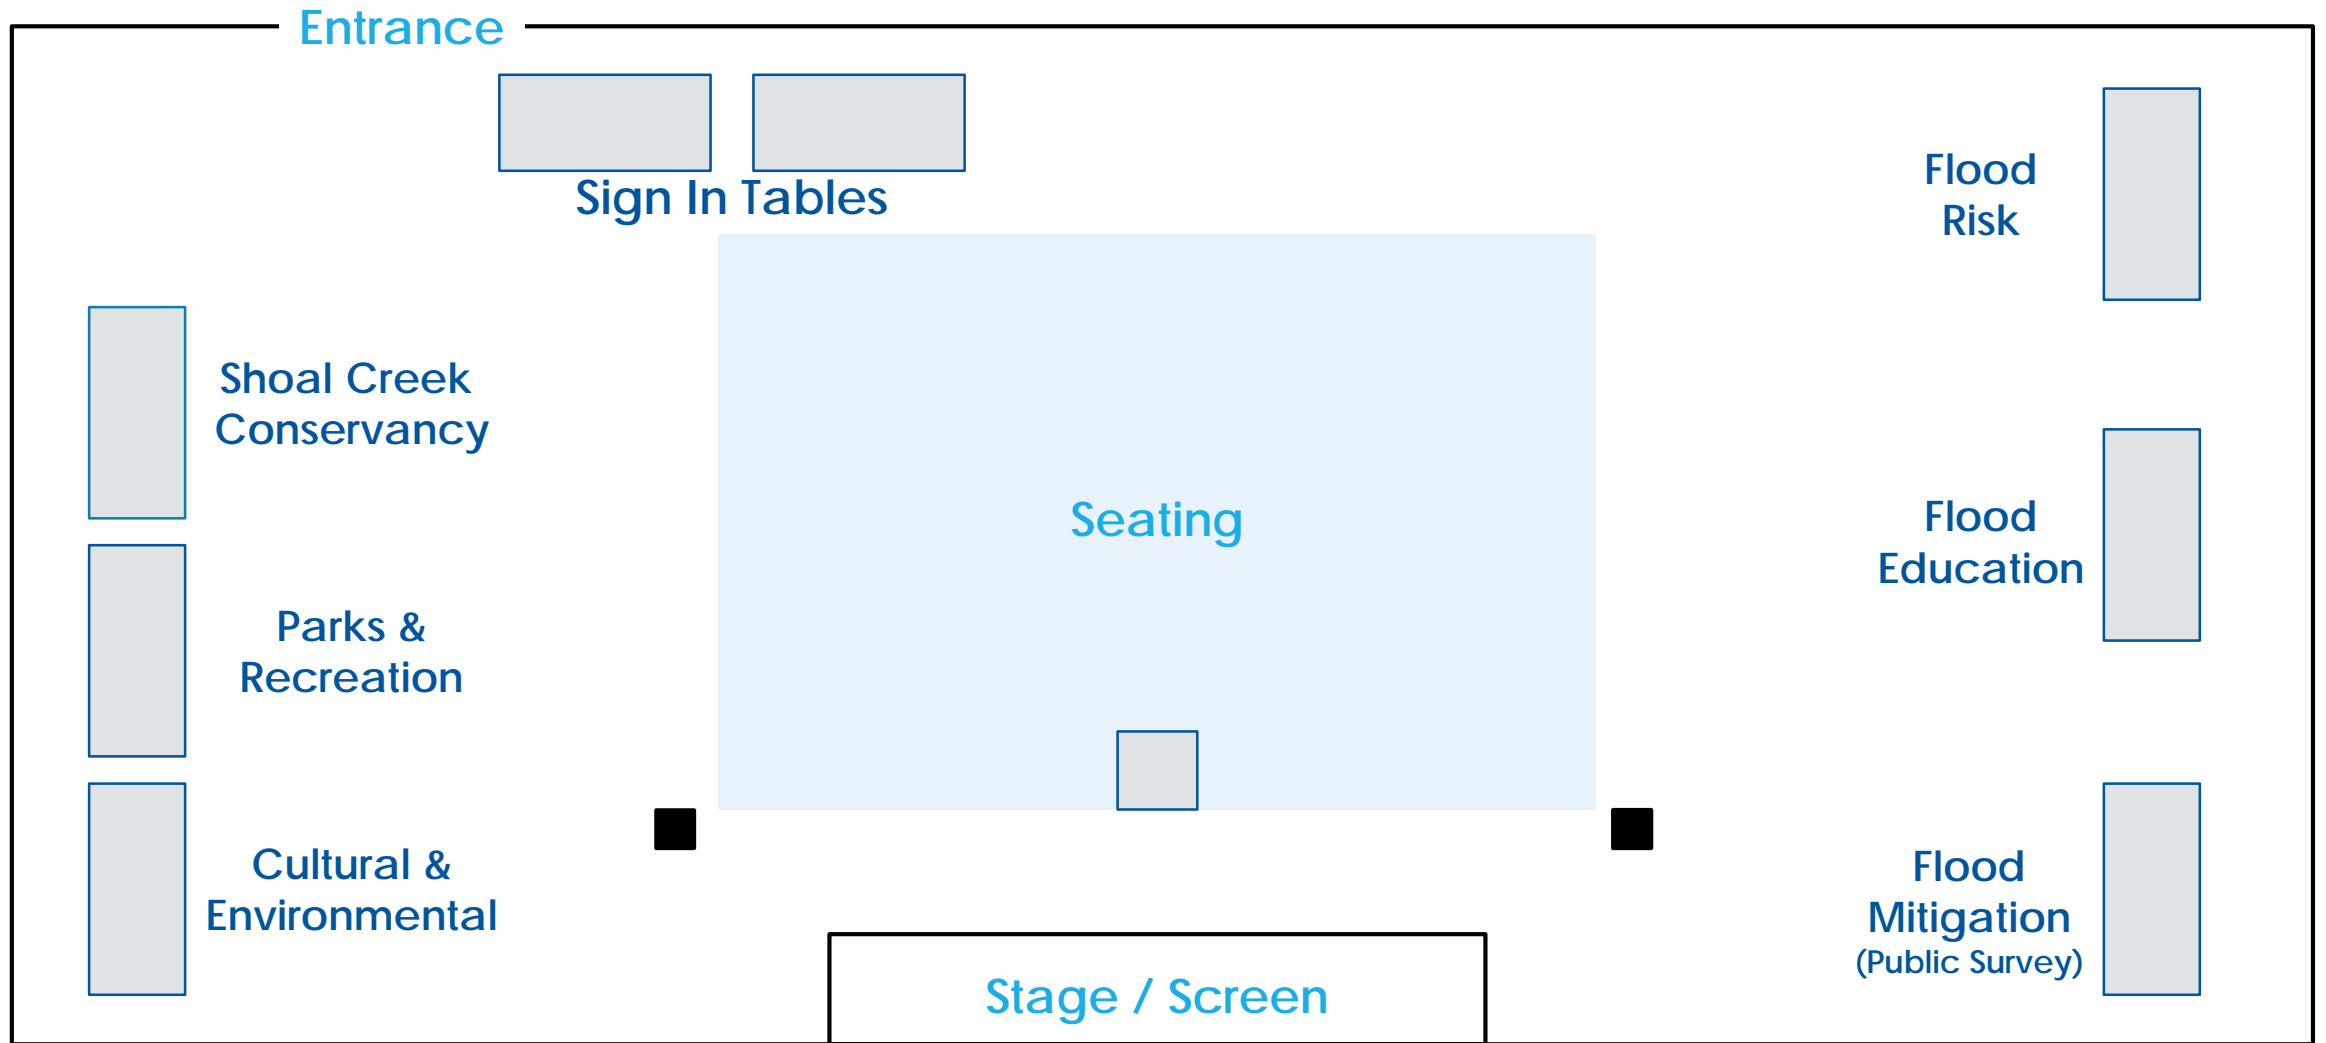 Entrance
Sign In Tables
Flood
Risk
Shoal Creek
Conservancy
Seating
Flood
Education
Parks &
Recreation
Cultural &
Environmental
Flood
Mitigation
(Public Survey)
Stage / Screen